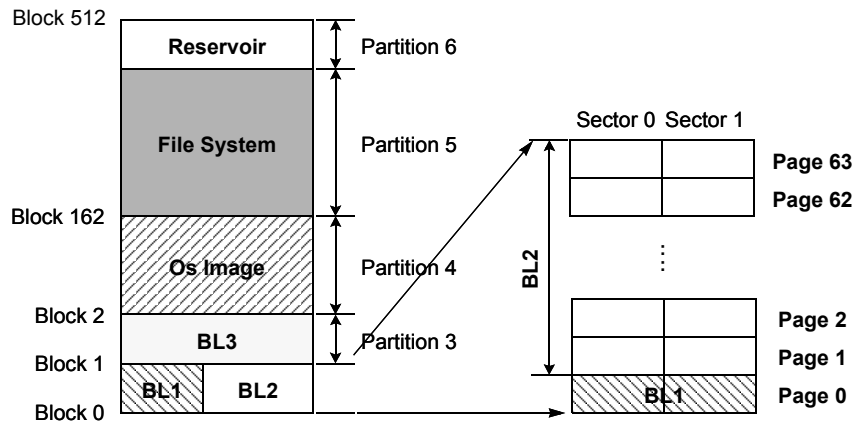 Block 512
Reservoir
Partition 6
File System
Partition 5
Block 162
Os Image
Partition 4
Block 2
BL3
Partition 3
Block 1
BL1
BL2
Block 0
Sector 0 Sector 1
Page 63
Page 62
BL2
Page 2
Page 1
BL1
Page 0